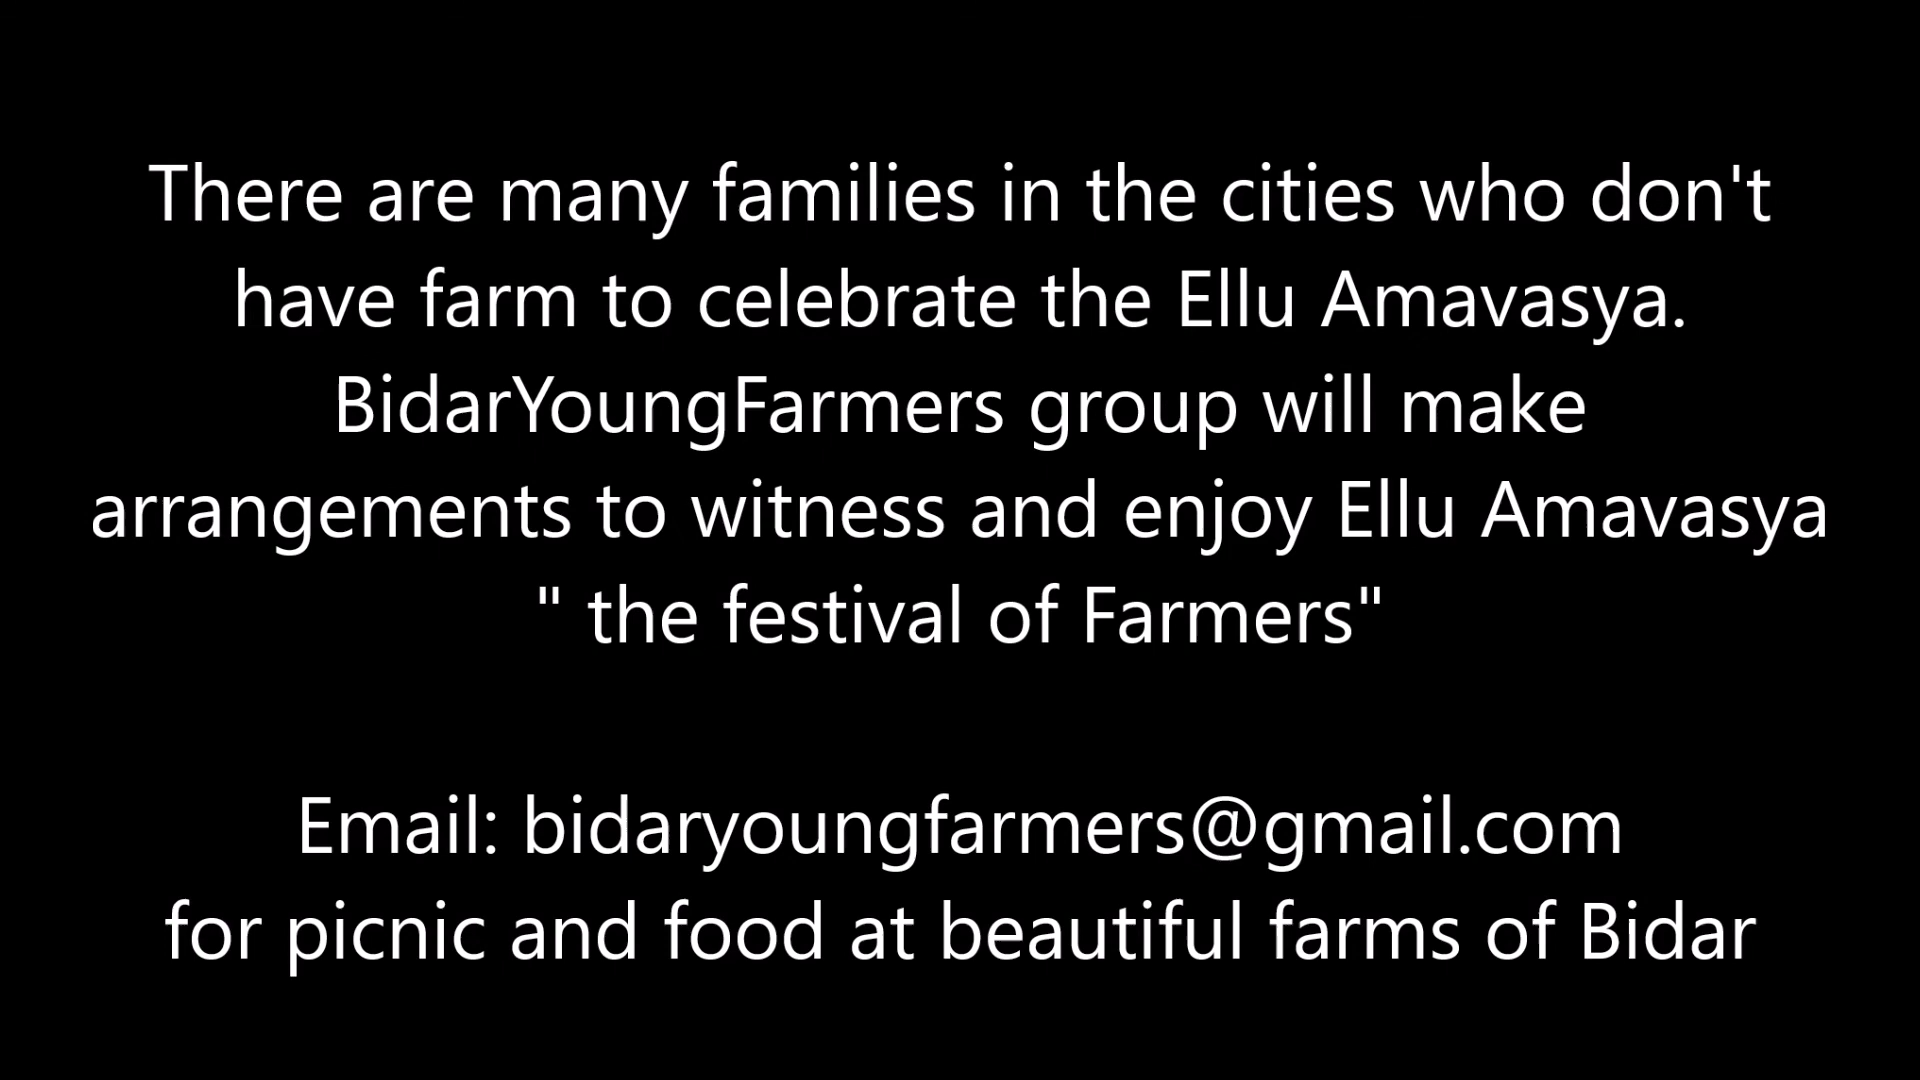 There are many families in the cities who don't
have farm to celebrate the Ellu Amavasya.
BidarYoungFarmers group will make
arrangements to witness and enjoy Ellu Amavasya
" the festival of Farmers"
Email: bidaryoungfarmers@gmail.com
for picnic and food at beautiful farms of Bidar